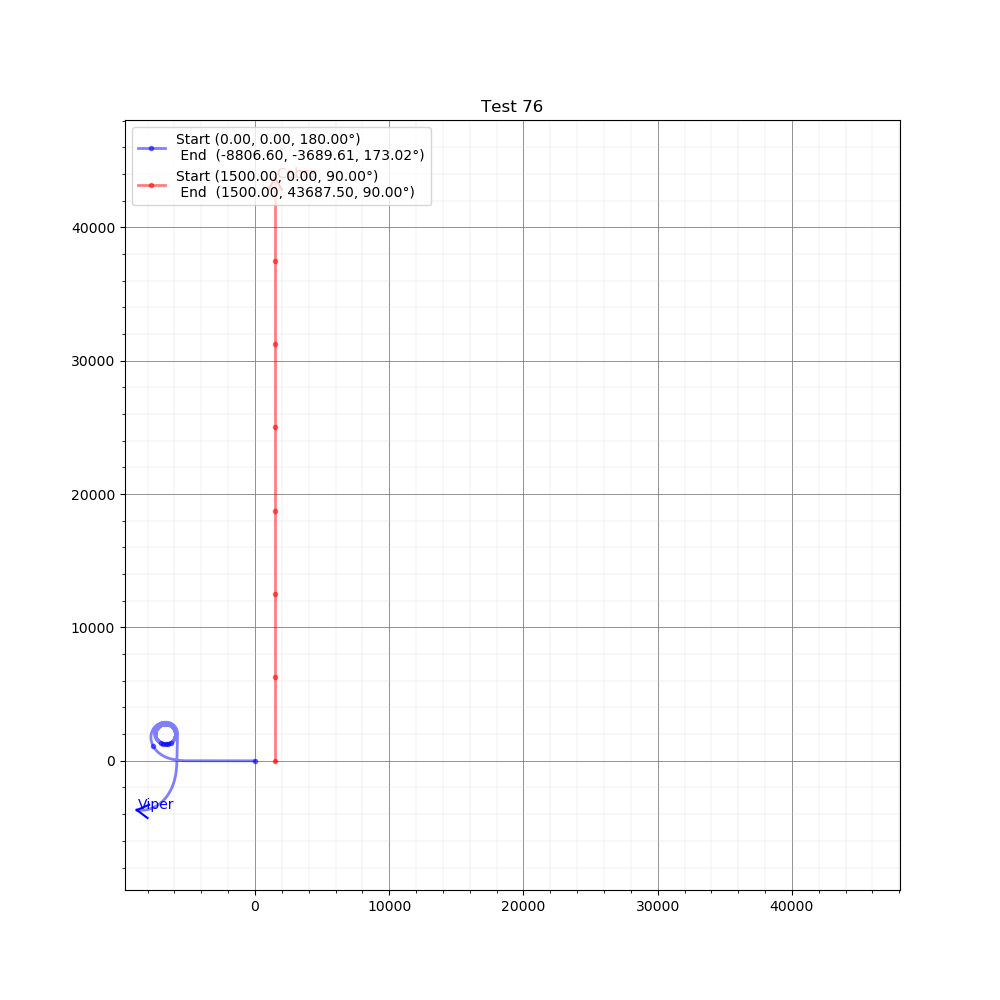 Test 76
Start (0.00, 0.00, 180.00°)
End (-8806.60, -3689.61, 173.02°)
Start (1500.00, 0.00, 90.00°)
End (1500.00, 43687.50, 90.00°)
40000
30000
20000
10000
0
Viper
0 10000 20000 30000 40000